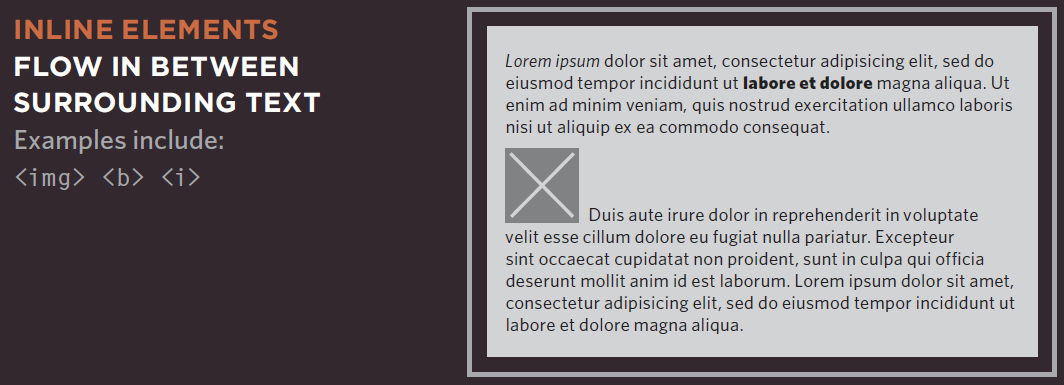 INLINE ELEMENTS
FLOW IN BETWEEN
SURROUNDING TEXT
Examples include:
<img> <b> <i>
Lorem ipsum dolor sit amet, consectetur adipisicing elit, sed do
eiusmod tempor incididunt ut labore et dolore magna aliqua. Ut
enim ad minim veniam, quis nostrud exercitation ullamco laboris
nisi ut aliquip ex ea commodo consequat.
Duis aute irure dolor in reprehenderit in voluptate
velit esse cillum dolore eu fugiat nulla pariatur. Excepteur
sint occaecat cupidatat non proident, sunt in culpa qui officia
deserunt mollit anim id est laborum. Lorem ipsum dolor sit amet,
consectetur adipisicing elit, sed do eiusmod tempor incididunt ut
labore et dolore magna aliqua.